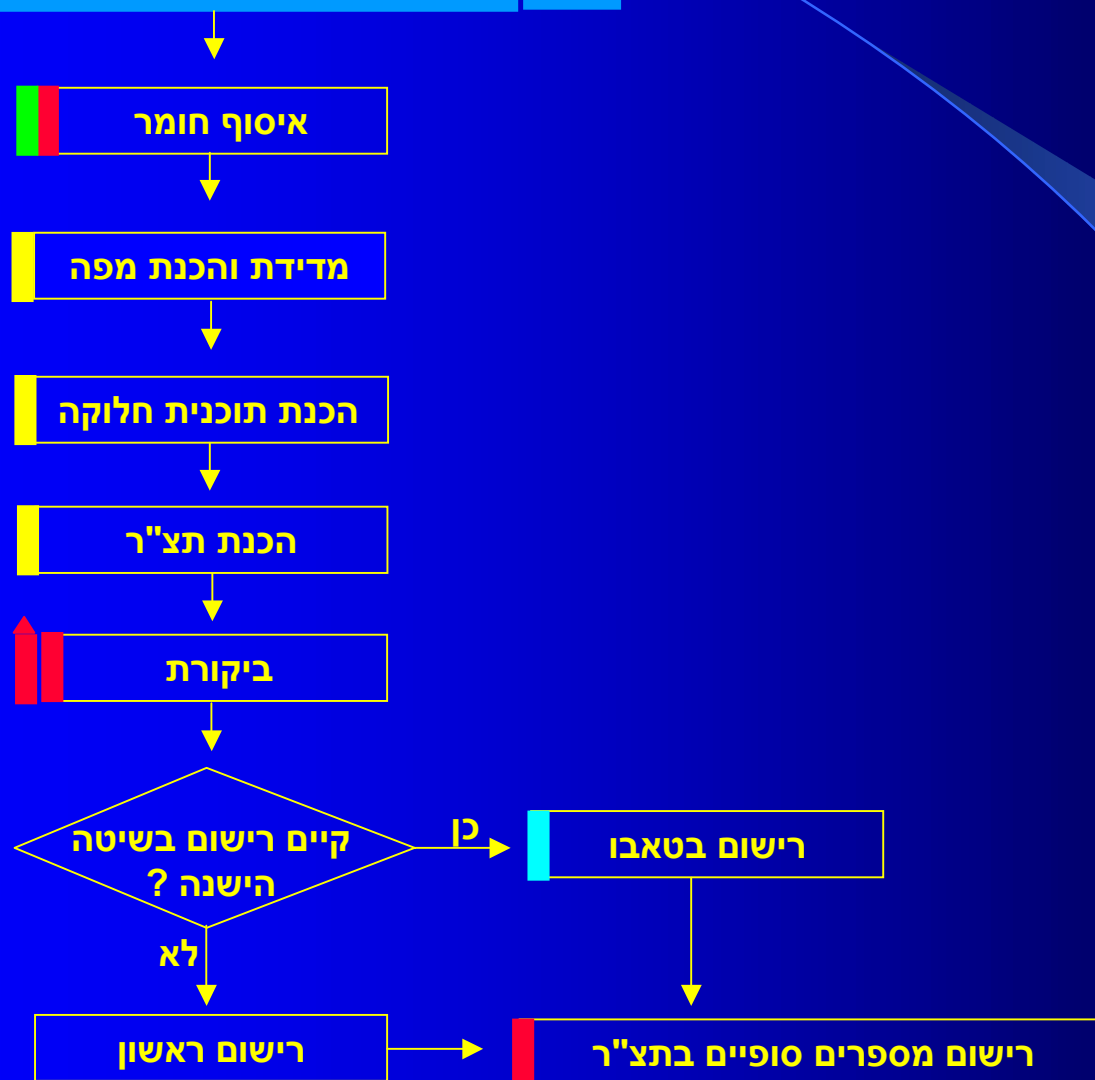 איסוף חומר
מדידת והכנת מפה
הכנת תוכנית חלוקה
הכנת תצ"ר
ביקורת
קיים רישום בשיטה
הישנה ?
כן
רישום בטאבו
לא
רישום ראשון
רישום מספרים סופיים בתצ"ר